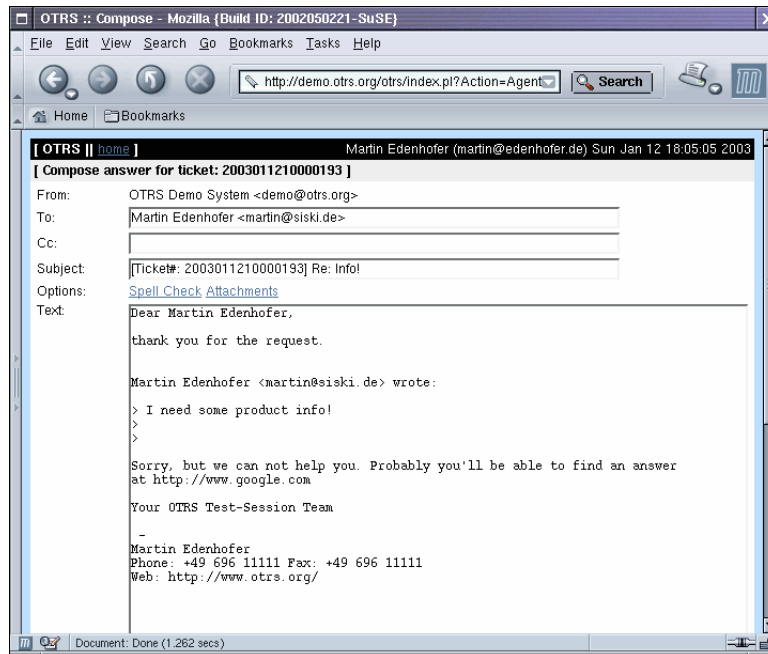 OTRS :: Compose - Mozilla {Build ID: 2002050221-SuSE}
File Edit View Search Go Bookmarks Tasks Help
http://demo.otrs.org/otrs/index.pl?Action=Agent Search
Home Bookmarks
[ OTRS || home ] Martin Edenhofer (martin@edenhofer.de) Sun Jan 12 18:05:05 2003
[ Compose answer for ticket: 2003011210000193 ]
From: OTRS Demo System <demo@otrs.org>
To: Martin Edenhofer <martin@siski.de>
Cc:
Subject: [Ticket#: 2003011210000193] Re: Info!
Options: Spell Check Attachments
Text: Dear Martin Edenhofer,
thank you for the request.
Martin Edenhofer <martin@siski.de> wrote:
> I need some product info!
>
>
Sorry, but we can not help you. Probably you'll be able to find an answer
at http://www.google.com
Your OTRS Test-Session Team
-
Martin Edenhofer
Phone: +49 696 11111 Fax: +49 696 11111
Web: http://www.otrs.org/
Document: Done (1.262 secs)